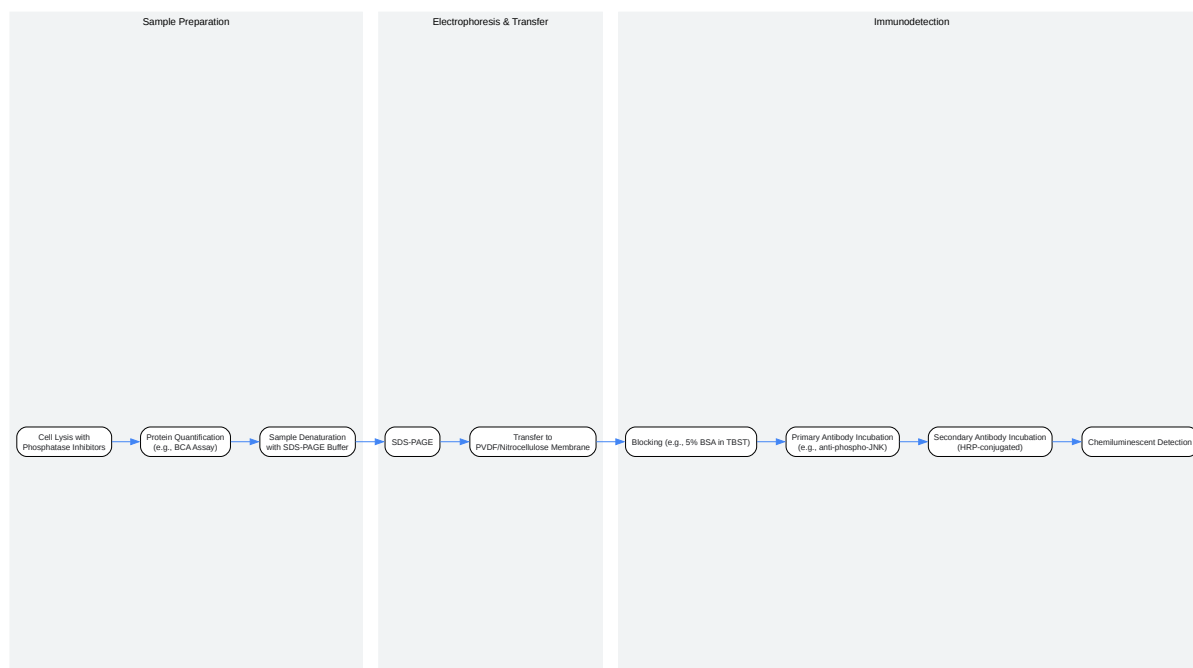 Sample Preparation
Electrophoresis & Transfer
Immunodetection
Cell Lysis with
Phosphatase Inhibitors
Protein Quantification
(e.g., BCA Assay)
Sample Denaturation
with SDS-PAGE Buffer
SDS-PAGE
Transfer to
PVDF/Nitrocellulose Membrane
Blocking (e.g., 5% BSA in TBST)
Primary Antibody Incubation
(e.g., anti-phospho-JNK)
Secondary Antibody Incubation
(HRP-conjugated)
Chemiluminescent Detection